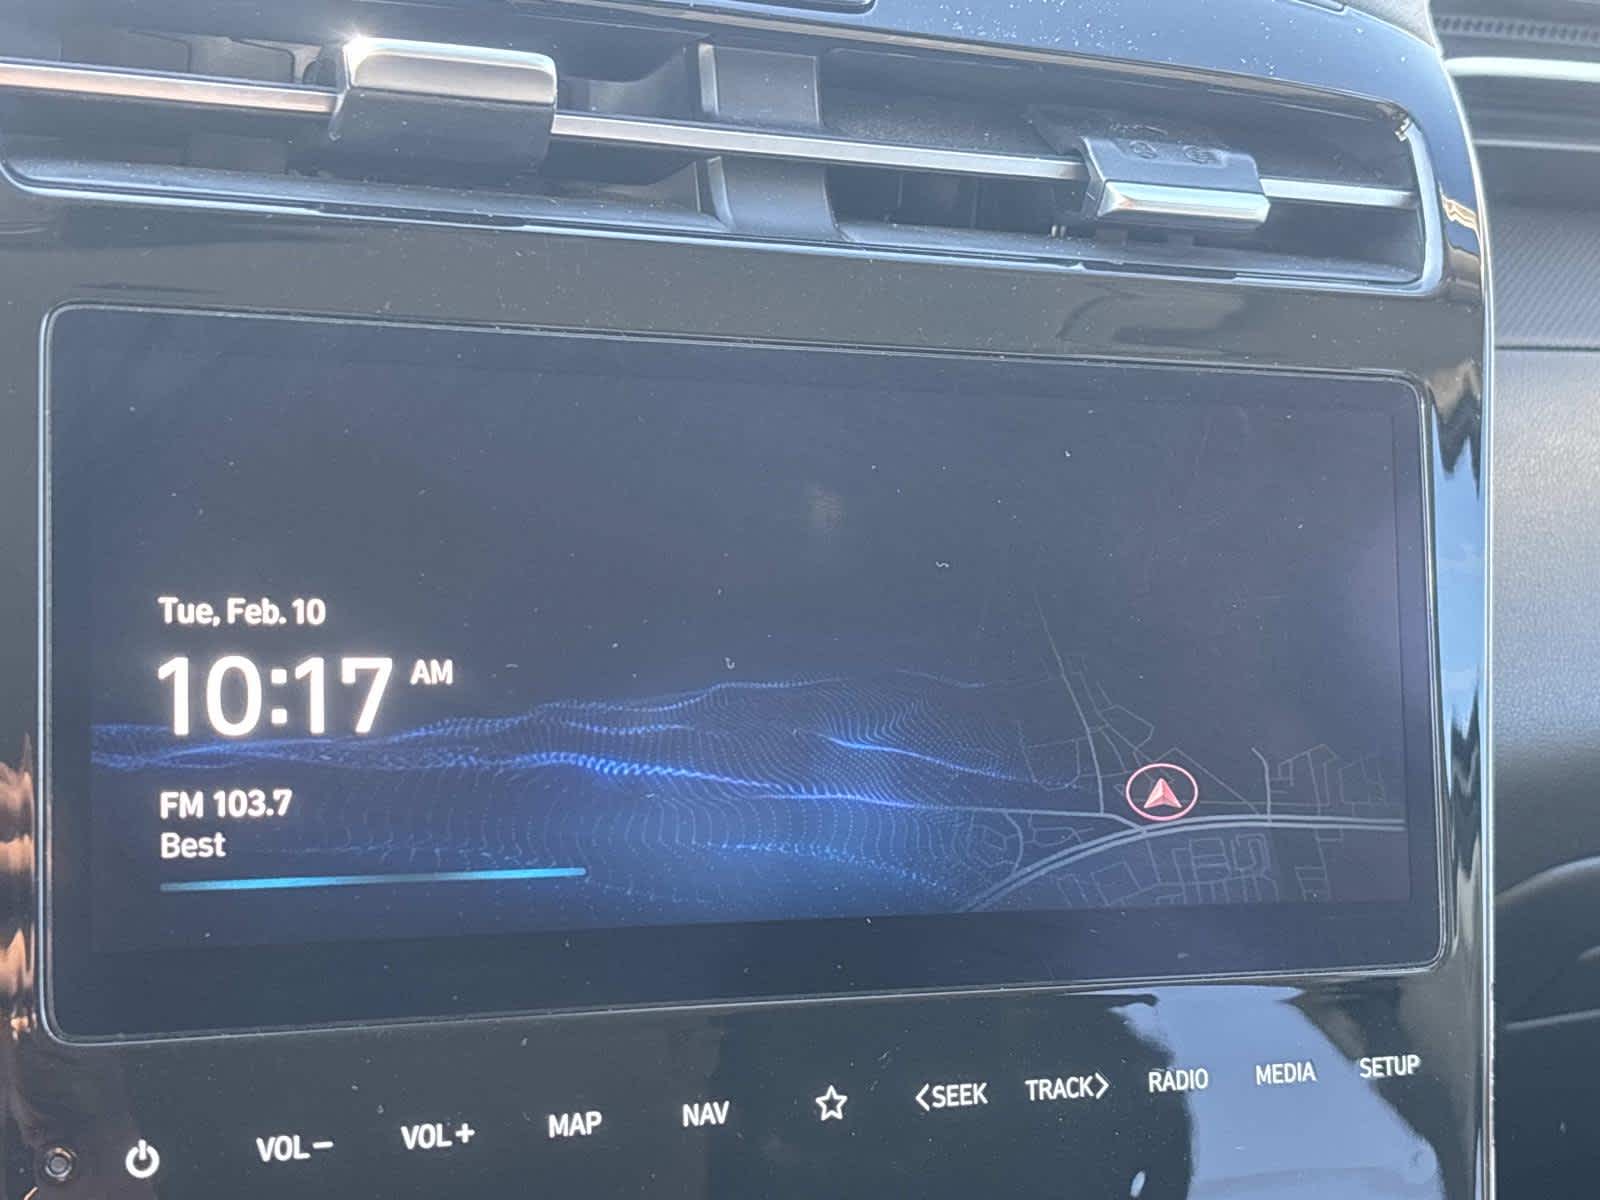 Tue, Feb. 10
10:17 AM
FM 103.7
Best
VOL− VOL+ MAP NAV <SEEK TRACK> RADIO MEDIA SETUP